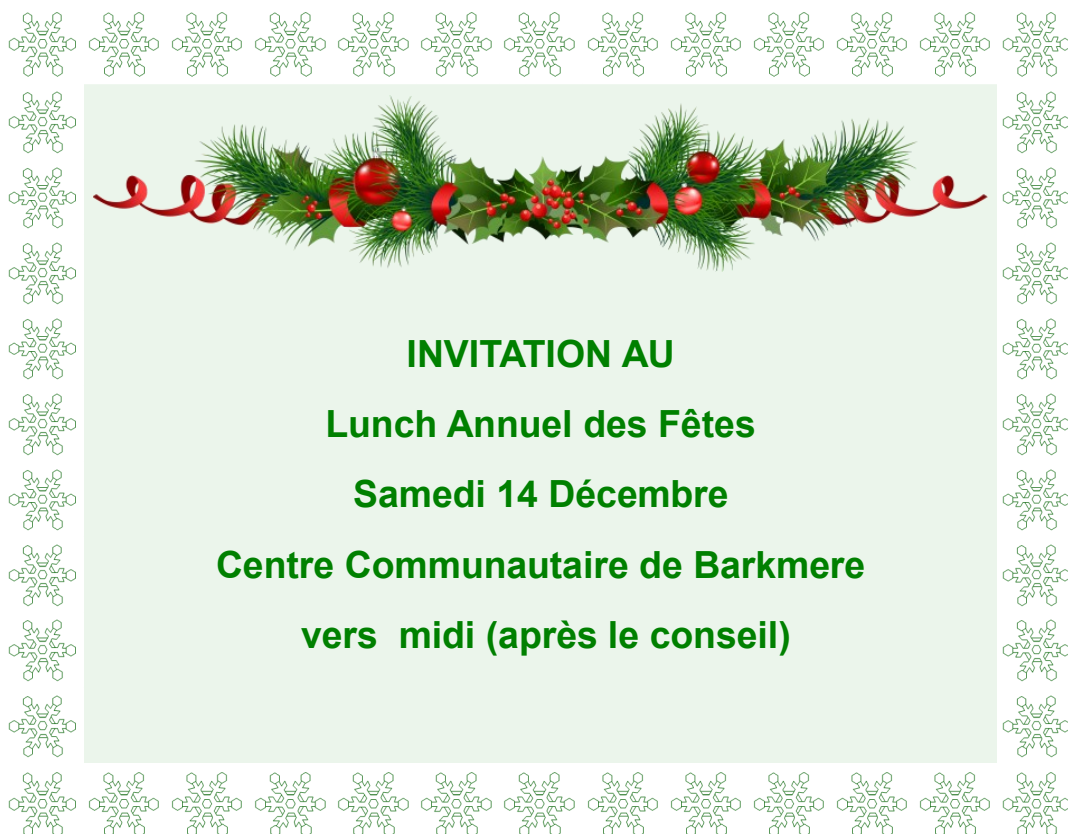 INVITATION AU
Lunch Annuel des Fêtes
Samedi 14 Décembre
Centre Communautaire de Barkmere
vers  midi (après le conseil)